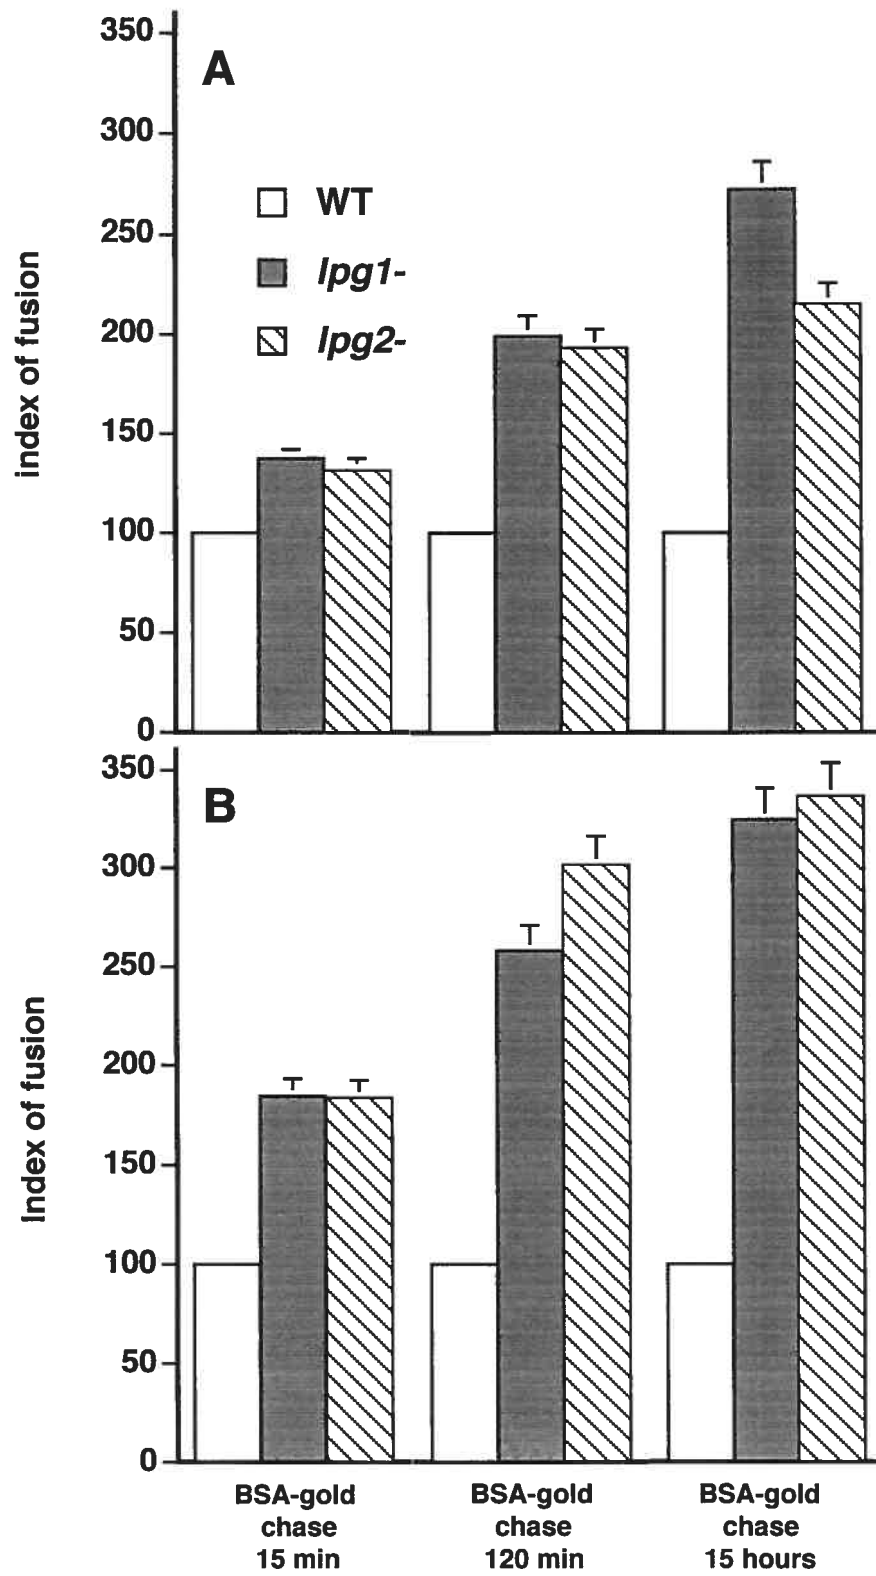 A
350
300
250
200
150
100
50
0
index of fusion
WT
lpg1-
lpg2-
B
350
300
250
200
150
100
50
0
Index of fusion
BSA-gold
chase
15 min
BSA-gold
chase
120 min
BSA-gold
chase
15 hours